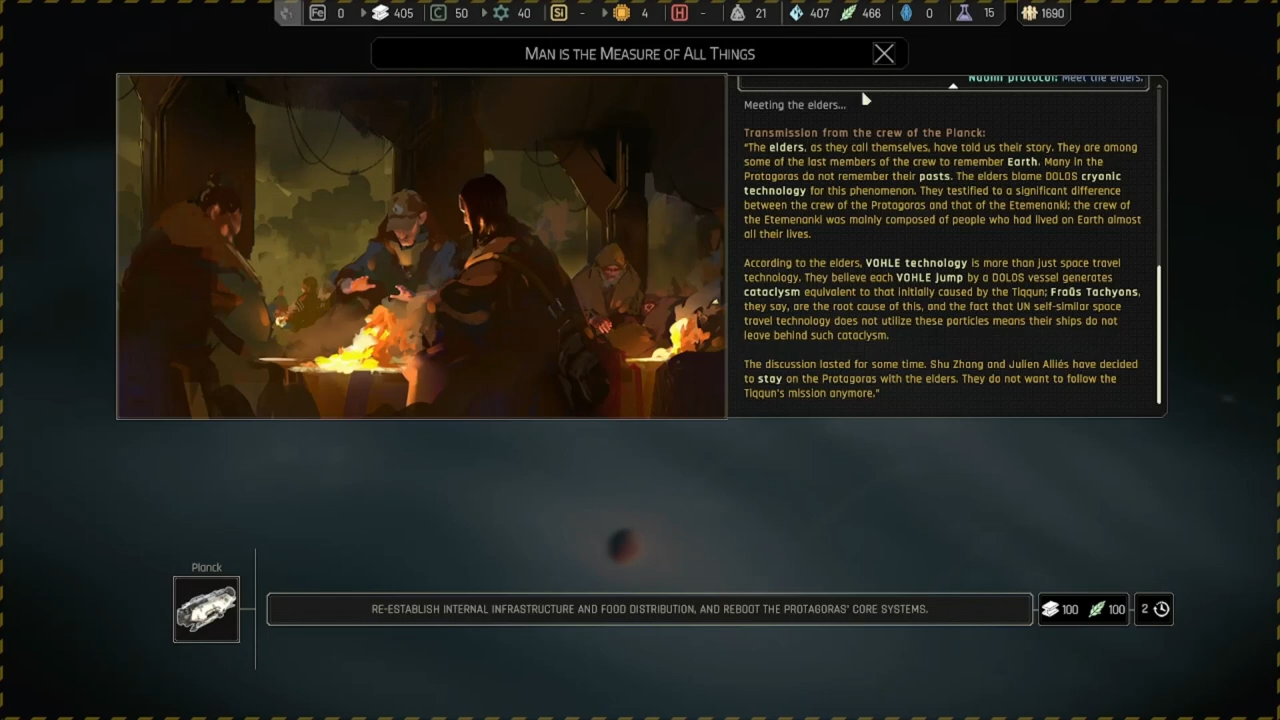 Fe 0 405 C 50 40 Si - 4 H - 21 407 466 0 15 1690
Man is the Measure of All Things
Naomi protocol: Meet the elders.
Meeting the elders...
Transmission from the crew of the Planck:
"The elders, as they call themselves, have told us their story. They are among
some of the last members of the crew to remember Earth. Many in the
Protagoras do not remember their pasts. The elders blame DOLOS cryonic
technology for this phenomenon. They testified to a significant difference
between the crew of the Protagoras and that of the Etemenanki; the crew of
the Etemenanki was mainly composed of people who had lived on Earth almost
all their lives.
According to the elders, VOHLE technology is more than just space travel
technology. They believe each VOHLE jump by a DOLOS vessel generates
cataclysm equivalent to that initially caused by the Tiqqun; Fraûs Tachyons,
they say, are the root cause of this, and the fact that UN self-similar space
travel technology does not utilize these particles means their ships do not
leave behind such cataclysm.
The discussion lasted for some time. Shu Zhang and Julien Alliés have decided
to stay on the Protagoras with the elders. They do not want to follow the
Tiqqun's mission anymore."
Planck
RE-ESTABLISH INTERNAL INFRASTRUCTURE AND FOOD DISTRIBUTION, AND REBOOT THE PROTAGORAS' CORE SYSTEMS.
100 100 2